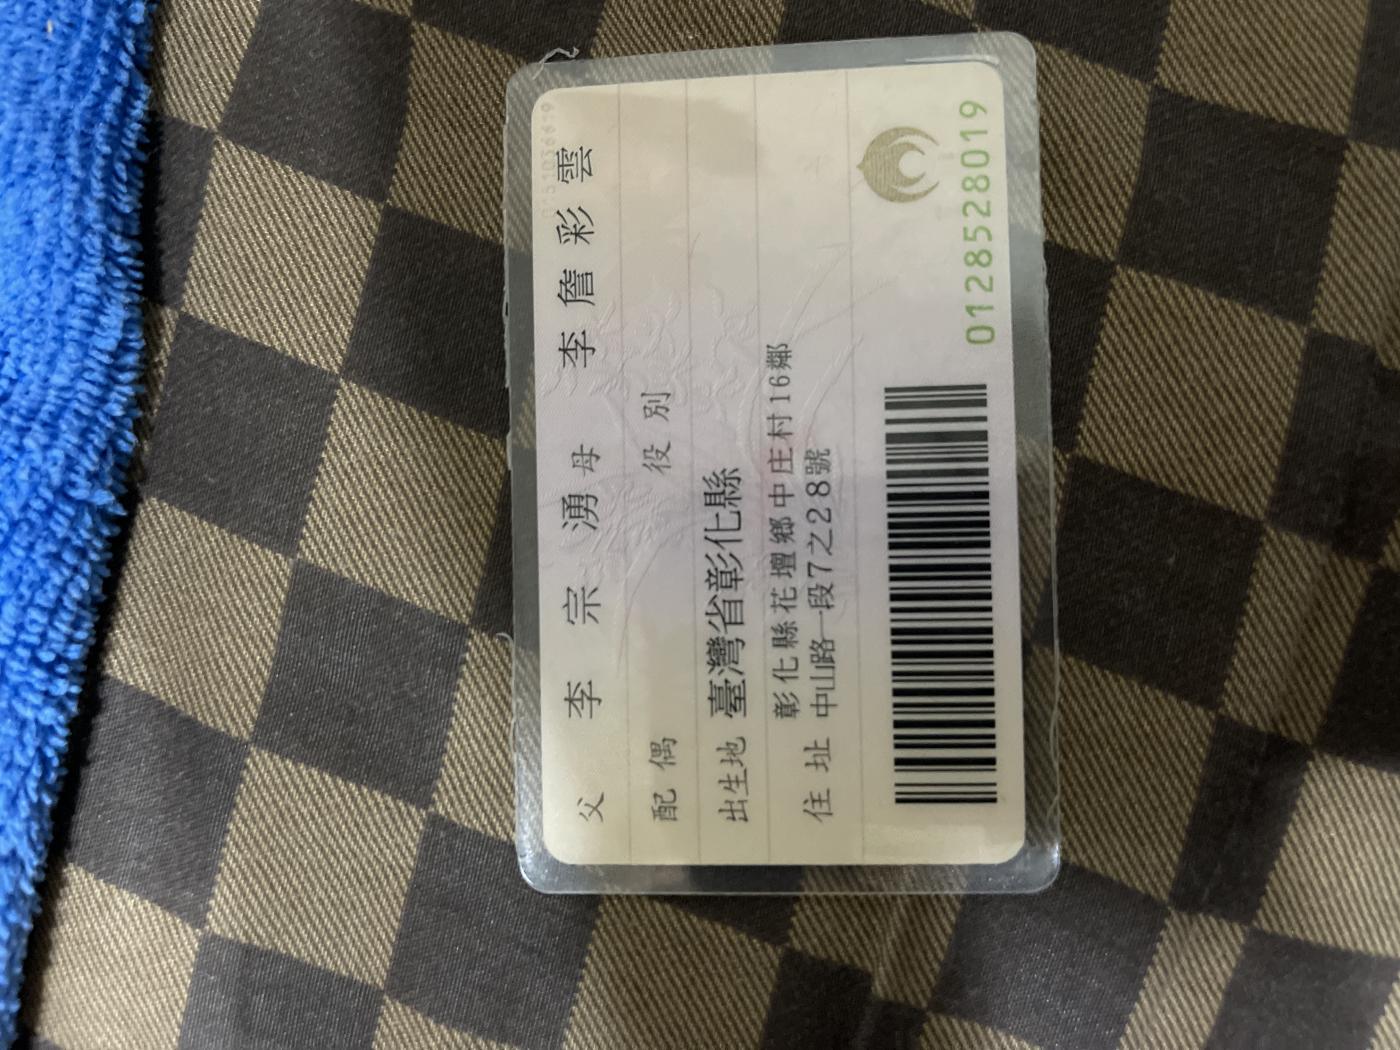 父 李宗湧 母 李詹彩雲
配偶 役別
出生地 臺灣省彰化縣
住址 彰化縣花壇鄉中庄村16鄰
中山路一段7之228號
0128528019